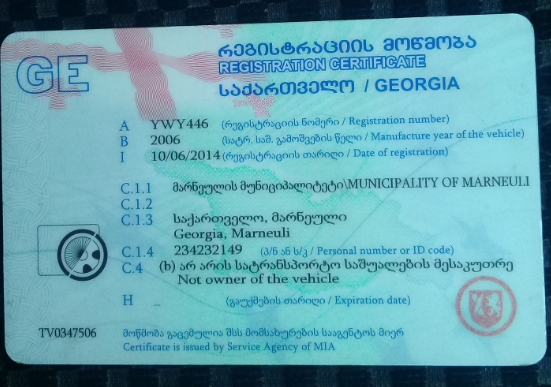 GE
რეგისტრაციის მოწმობა
REGISTRATION CERTIFICATE
საქართველო / GEORGIA
A YWY446 (რეგისტრაციის ნომერი / Registration number)
B 2006 (სატრ. საშ. გამოშვების წელი / Manufacture year of the vehicle)
I 10/06/2014 (რეგისტრაციის თარიღი / Date of registration)
C.1.1 მარნეულის მუნიციპალიტეტი\MUNICIPALITY OF MARNEULI
C.1.2
C.1.3 საქართველო, მარნეული
Georgia, Marneuli
C.1.4 234232149 (პ/ნ ან ს/კ / Personal number or ID code)
C.4 (b) არ არის სატრანსპორტო საშუალების მესაკუთრე
Not owner of the vehicle
H _ (გაუქმების თარიღი / Expiration date)
TV0347506 მოწმობა გაცემულია შსს მომსახურების სააგენტოს მიერ
Certificate is issued by Service Agency of MIA